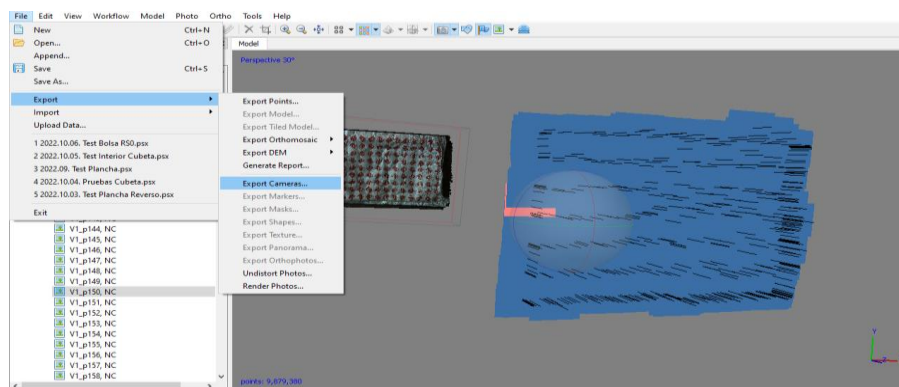 File Edit View Workflow Model Photo Ortho Tools Help
New Ctrl+N
Open... Ctrl+O
Append...
Save Ctrl+S
Save As...
Export
Import
Upload Data...
1 2022.10.06. Test Bolsa RS0.psx
2 2022.10.05. Test Interior Cubeta.psx
3 2022.09. Test Plancha.psx
4 2022.10.04. Pruebas Cubeta.psx
5 2022.10.03. Test Plancha Reverso.psx
Exit
Export Points...
Export Model...
Export Tiled Model...
Export Orthomosaic
Export DEM
Generate Report...
Export Cameras...
Export Markers...
Export Masks...
Export Shapes...
Export Texture...
Export Panorama...
Export Orthophotos...
Undistort Photos...
Render Photos...
V1_p144, NC
V1_p145, NC
V1_p146, NC
V1_p147, NC
V1_p148, NC
V1_p149, NC
V1_p150, NC
V1_p151, NC
V1_p152, NC
V1_p153, NC
V1_p154, NC
V1_p155, NC
V1_p156, NC
V1_p157, NC
V1_p158, NC
Model
Perspective 30°
Y
points: 9,879,360